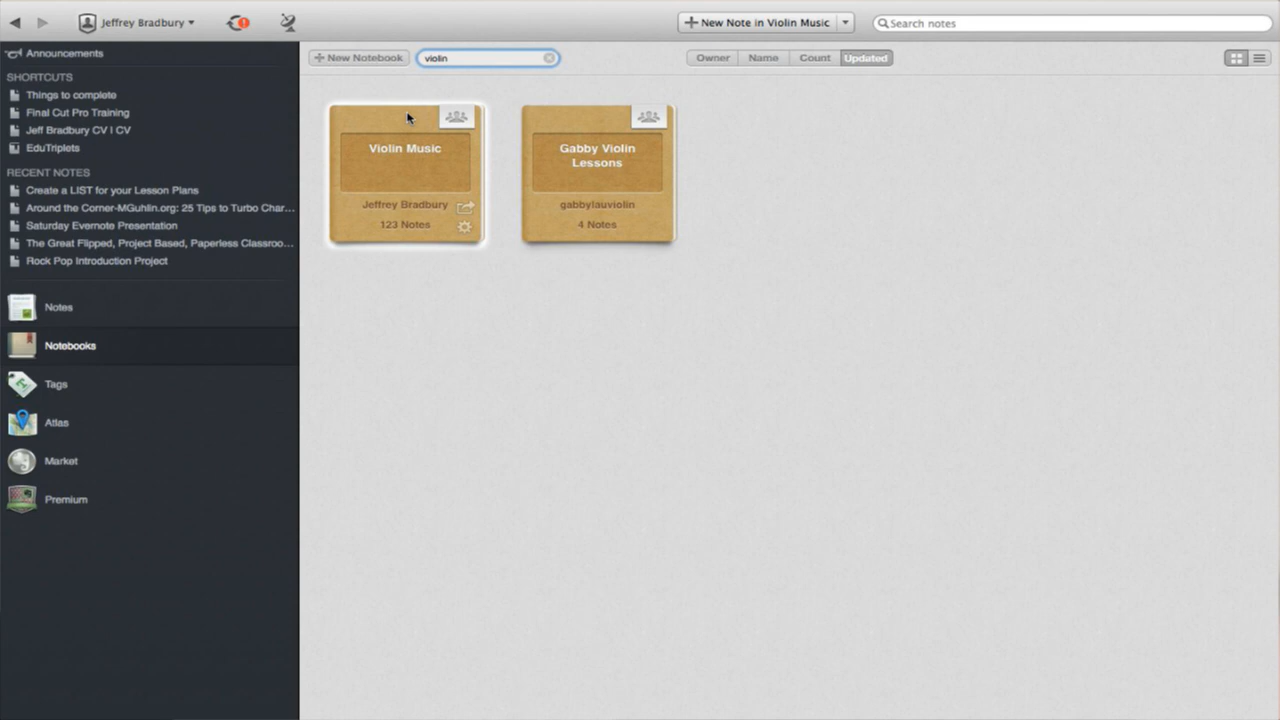 Jeffrey Bradbury
New Note in Violin Music
Search notes
Announcements
New Notebook
violin
Owner
Name
Count
Updated
SHORTCUTS
Things to complete
Final Cut Pro Training
Jeff Bradbury CV | CV
EduTriplets
RECENT NOTES
Create a LIST for your Lesson Plans
Around the Corner-MGuhlin.org: 25 Tips to Turbo Char...
Saturday Evernote Presentation
The Great Flipped, Project Based, Paperless Classroo...
Rock Pop Introduction Project
Notes
Notebooks
Tags
Atlas
Market
Premium
Violin Music
Jeffrey Bradbury
123 Notes
Gabby Violin
Lessons
gabbylauviolin
4 Notes